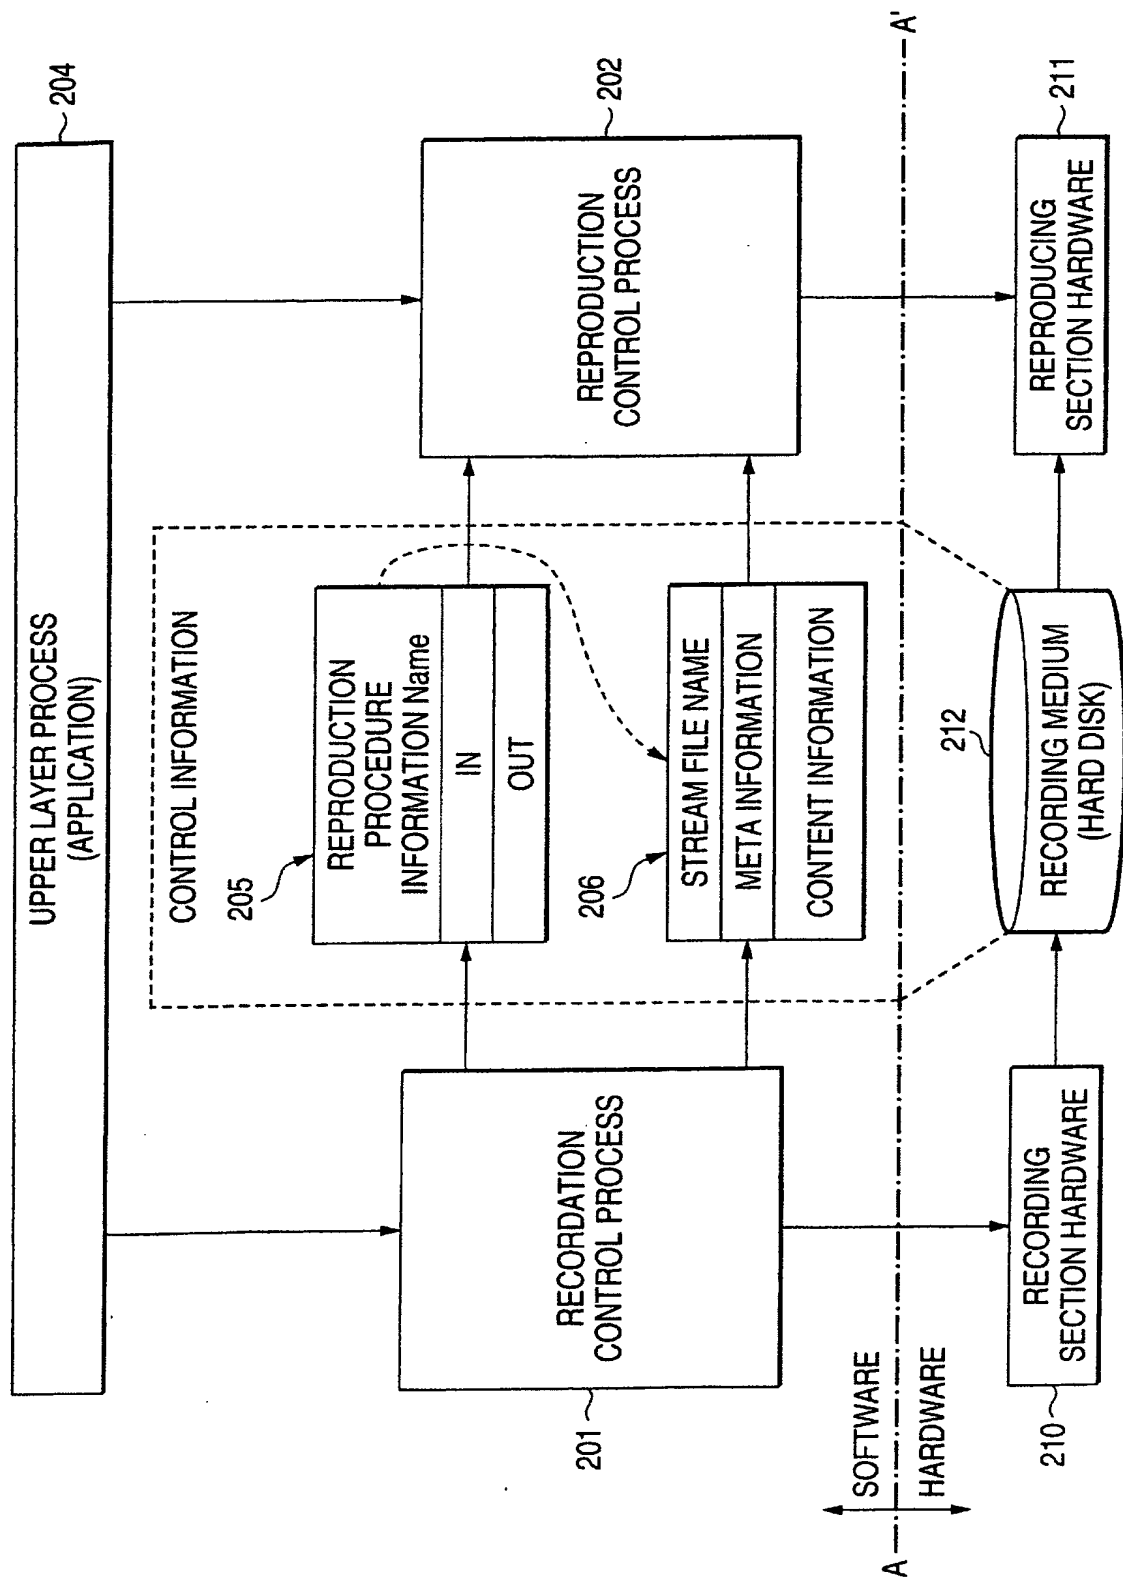 UPPER LAYER PROCESS
(APPLICATION)
204
CONTROL INFORMATION
205
REPRODUCTION
PROCEDURE
INFORMATION Name
IN
OUT
206
STREAM FILE NAME
META INFORMATION
CONTENT INFORMATION
RECORDATION
CONTROL PROCESS
201
REPRODUCTION
CONTROL PROCESS
202
SOFTWARE
A
A'
HARDWARE
RECORDING
SECTION HARDWARE
210
212
RECORDING MEDIUM
(HARD DISK)
REPRODUCING
SECTION HARDWARE
211